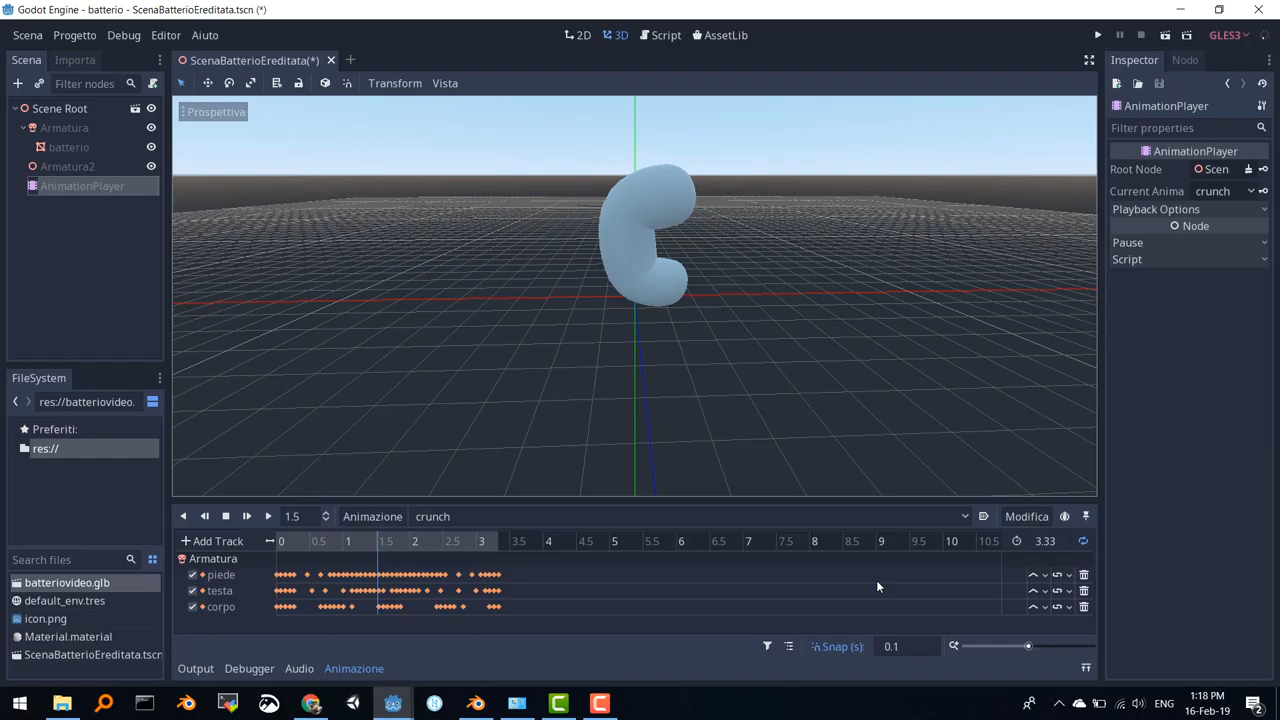 Godot Engine - batterio - ScenaBatterioEreditata.tscn (*)
Scena Progetto Debug Editor Aiuto
2D 3D Script AssetLib
GLES3
Scena Importa
Filter nodes
Scene Root
Armatura
batterio
Armatura2
AnimationPlayer
ScenaBatterioEreditata(*)
Transform Vista
Prospettiva
Inspector Nodo
AnimationPlayer
Filter properties
AnimationPlayer
Root Node Scen
Current Anima crunch
Playback Options
Node
Pause
Script
FileSystem
res://batteriovideo.
Preferiti:
res://
Search files
batteriovideo.glb
default_env.tres
icon.png
Material.material
ScenaBatterioEreditata.tscn
1.5 Animazione crunch Modifica
Add Track 0 0.5 1 1.5 2 2.5 3 3.5 4 4.5 5 5.5 6 6.5 7 7.5 8 8.5 9 9.5 10 10.5 3.33
Armatura
piede
testa
corpo
Snap (s): 0.1
Output Debugger Audio Animazione
ENG
1:18 PM
16-Feb-19
2